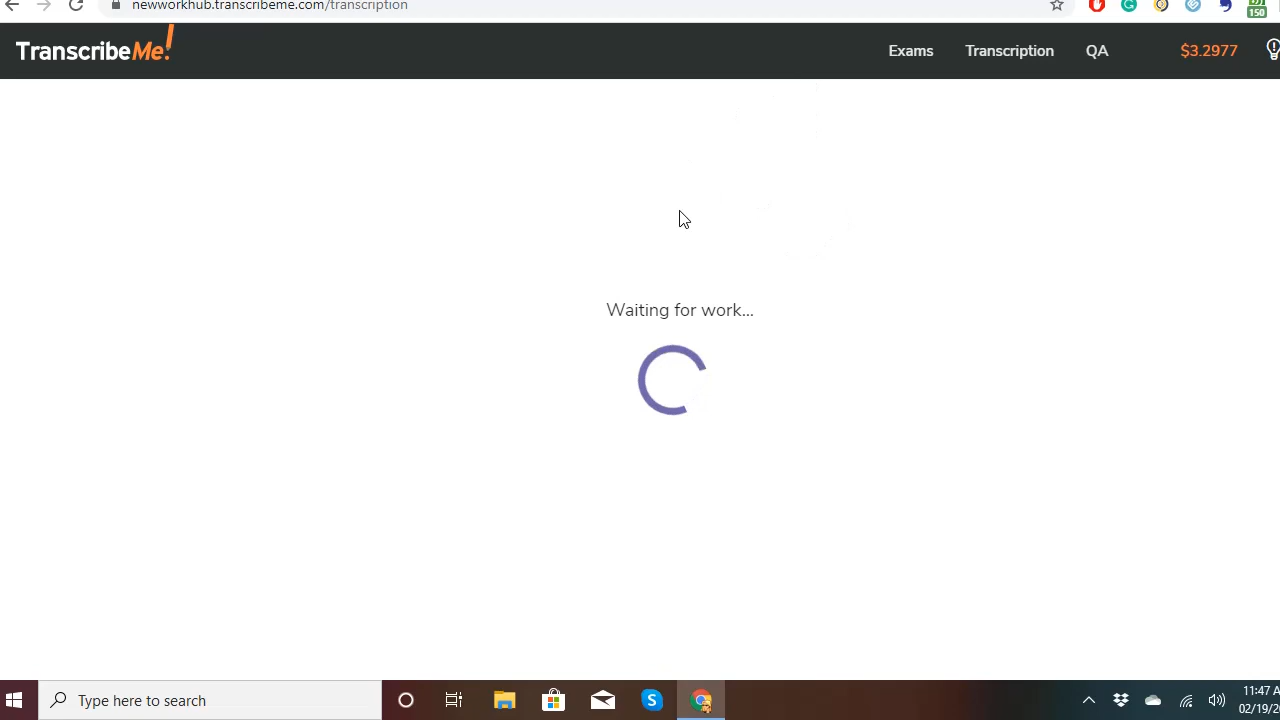 newworkhub.transcribeme.com/transcription
150
TranscribeMe!
Exams Transcription QA $3.2977
Waiting for work...
Type here to search
11:47 A
02/19/2